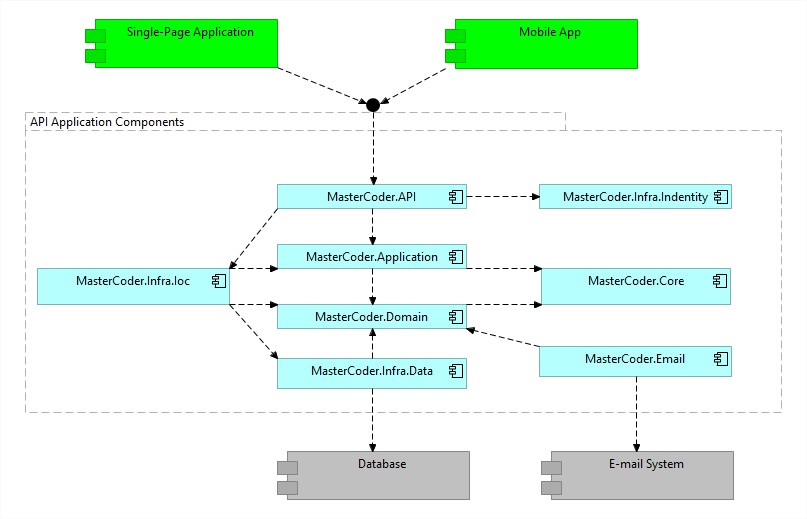 Single-Page Application
Mobile App
API Application Components
MasterCoder.API
MasterCoder.Infra.Indentity
MasterCoder.Application
MasterCoder.Infra.Ioc
MasterCoder.Core
MasterCoder.Domain
MasterCoder.Email
MasterCoder.Infra.Data
Database
E-mail System